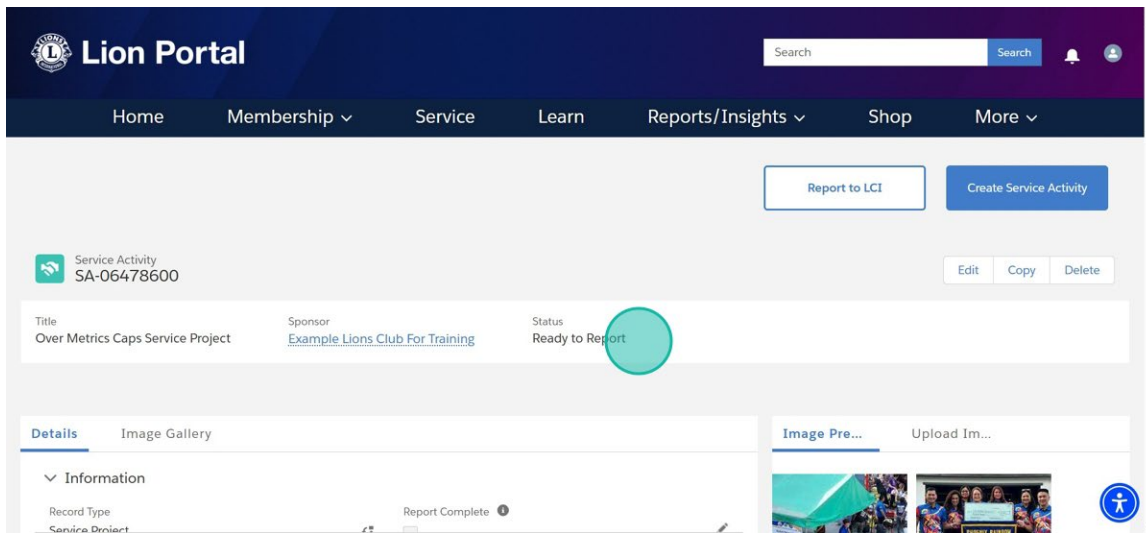 Lion Portal
Search Search
Home Membership Service Learn Reports/Insights Shop More
Report to LCI Create Service Activity
Service Activity
SA-06478600
Edit Copy Delete
Title Sponsor Status
Over Metrics Caps Service Project Example Lions Club For Training Ready to Report
Details Image Gallery Image Pre... Upload Im...
Information
Record Type Report Complete
Service Project